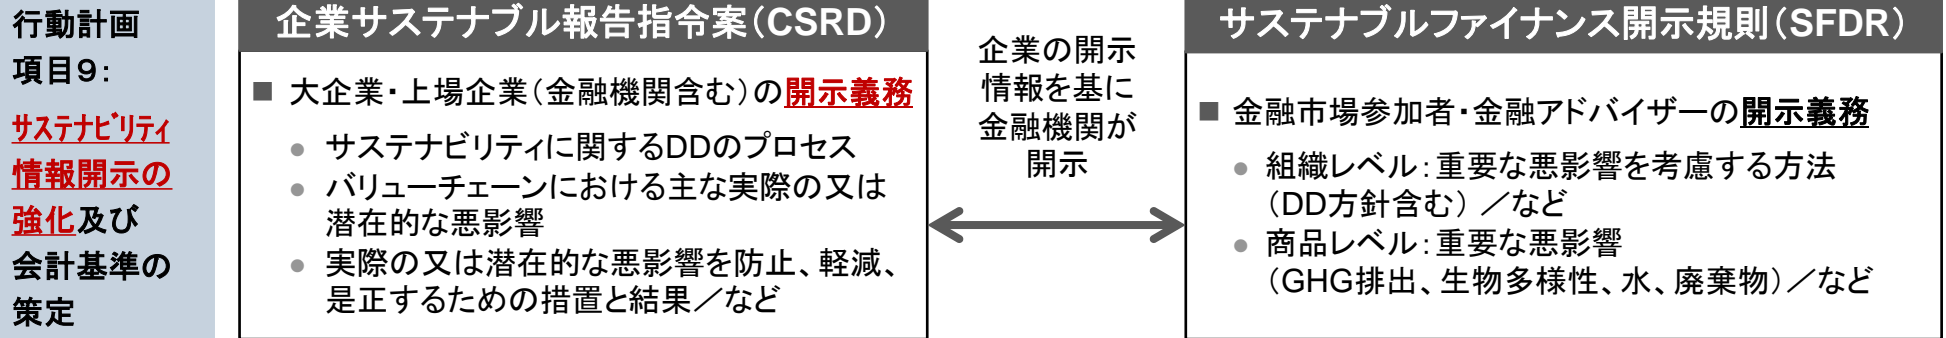 行動計画
項目９：
サステナビリティ
情報開示の
強化及び
会計基準の
策定
企業サステナブル報告指令案（CSRD）
■ 大企業・上場企業（金融機関含む）の開示義務
● サステナビリティに関するDDのプロセス
● バリューチェーンにおける主な実際の又は
潜在的な悪影響
● 実際の又は潜在的な悪影響を防止、軽減、
是正するための措置と結果／など
企業の開示
情報を基に
金融機関が
開示
サステナブルファイナンス開示規則（SFDR）
■ 金融市場参加者・金融アドバイザーの開示義務
● 組織レベル：重要な悪影響を考慮する方法
（DD方針含む） ／など
● 商品レベル：重要な悪影響
（GHG排出、生物多様性、水、廃棄物）／など